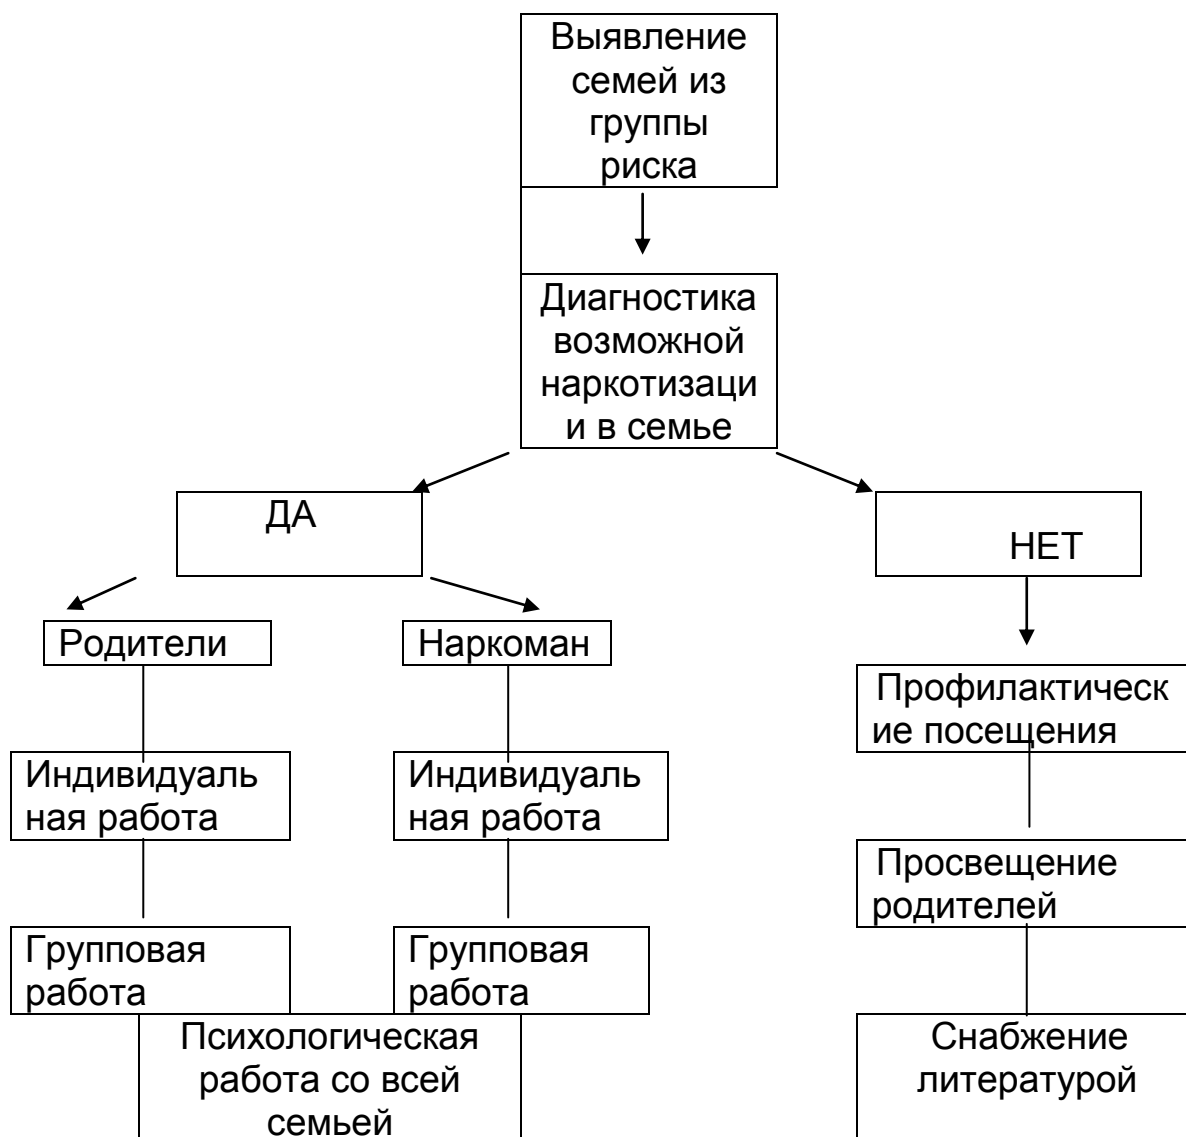 Выявление
семей из
группы
риска
Диагностика
возможной
наркотизаци
и в семье
ДА
НЕТ
Родители
Наркоман
Профилактическ
ие посещения
Индивидуаль
ная работа
Индивидуаль
ная работа
Просвещение
родителей
Групповая
работа
Групповая
работа
Психологическая
работа со всей
семьей
Снабжение
литературой